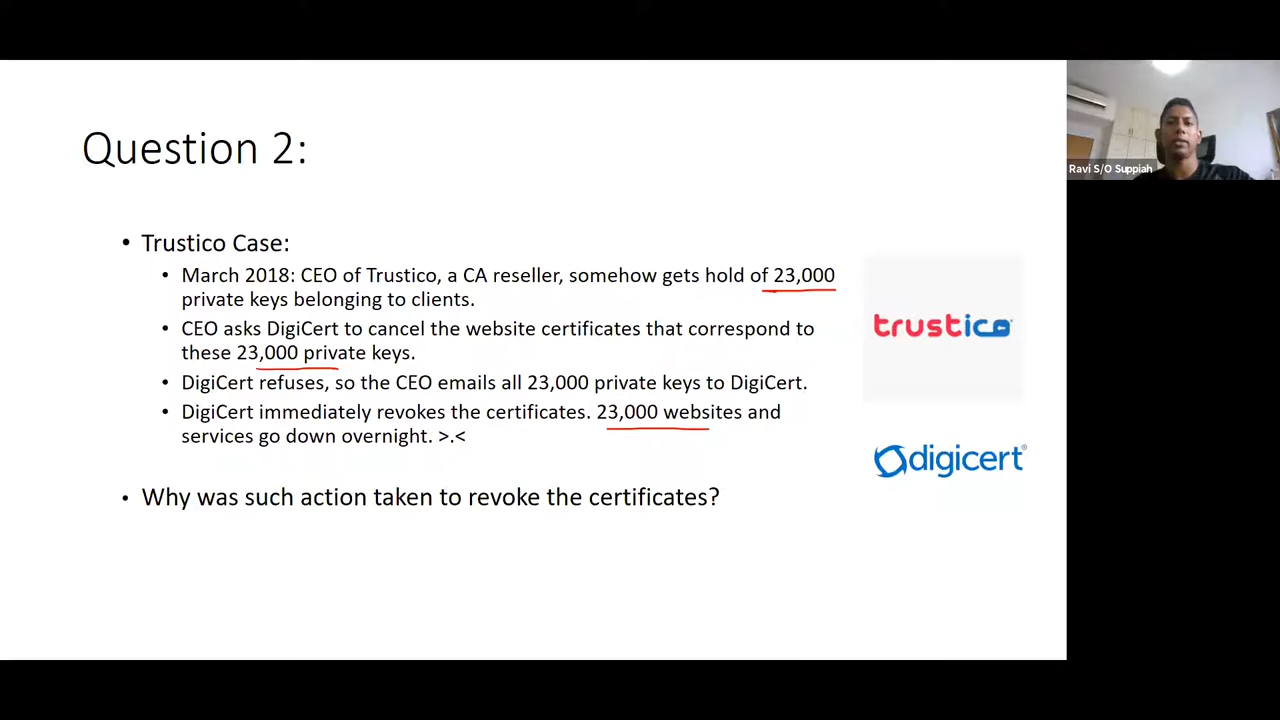 Question 2:
• Trustico Case:
• March 2018: CEO of Trustico, a CA reseller, somehow gets hold of 23,000
private keys belonging to clients.
• CEO asks DigiCert to cancel the website certificates that correspond to
these 23,000 private keys.
• DigiCert refuses, so the CEO emails all 23,000 private keys to DigiCert.
• DigiCert immediately revokes the certificates. 23,000 websites and
services go down overnight. >.<
• Why was such action taken to revoke the certificates?
trustico®
digicert®
Ravi S/O Suppiah